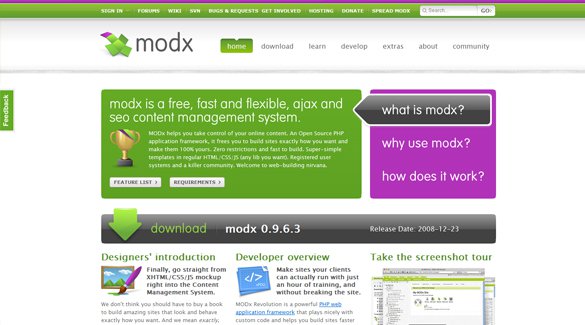 SIGN IN FORUMS WIKI SVN BUGS & REQUESTS GET INVOLVED HOSTING DONATE SPREAD MODX Search GO!
modx
home download learn develop extras about community
Feedback
modx is a free, fast and flexible, ajax and
seo content management system.
MODx helps you take control of your online content. An Open Source PHP
application framework, it frees you to build sites exactly how you want and
make them 100% yours. Zero restrictions and fast to build. Super-simple
templates in regular HTML/CSS/JS (any lib you want). Registered user
systems and a killer community. Welcome to web-building nirvana.
FEATURE LIST > REQUIREMENTS >
what is modx?
why use modx?
how does it work?
download modx 0.9.6.3 Release Date: 2008-12-23
Designers' introduction
Finally, go straight from
XHTML/CSS/JS mockup
right into the Content
Management System.
We don't think you should have to buy a book
to build amazing sites that look and behave
exactly how you want. And we mean exactly,
Developer overview
Make sites your clients
can actually run with just
an hour of training, and
without breaking the site.
MODx Revolution is a powerful PHP web
application framework that plays nicely with
custom code and helps you build sites faster
Take the screenshot tour